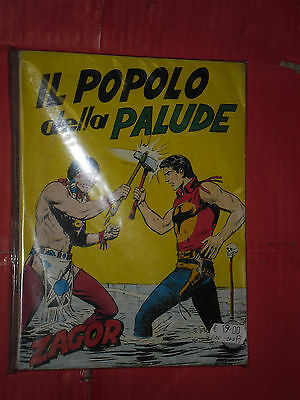 IL POPOLO
della PALUDE
ZAGOR
€ 19.00